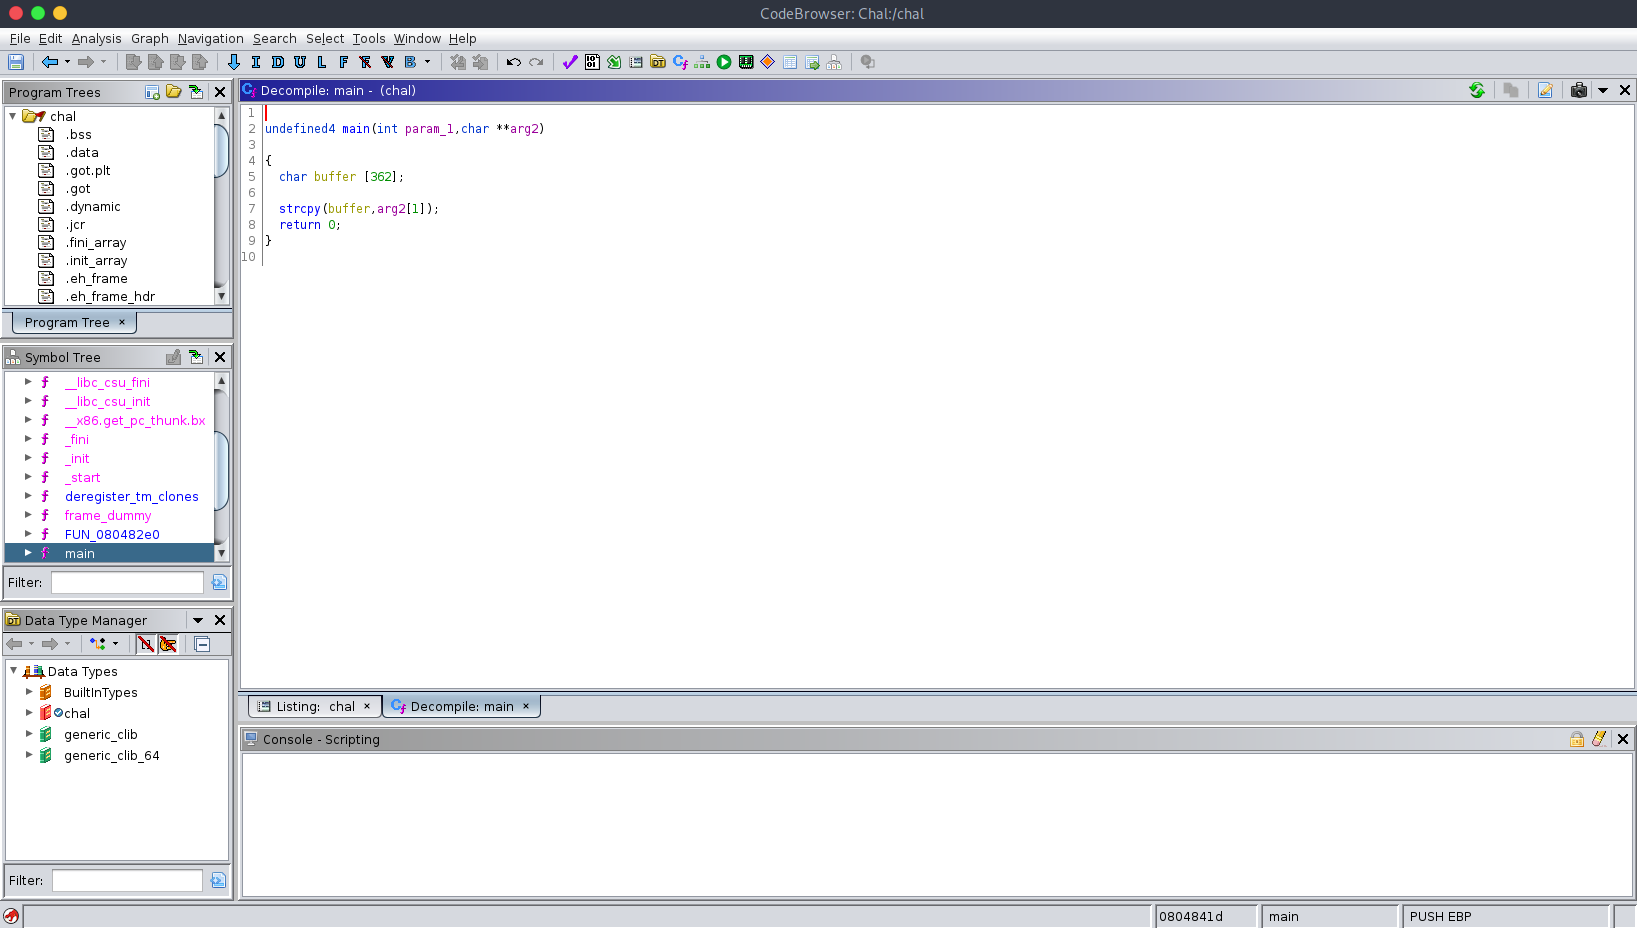 CodeBrowser: Chal:/chal
File Edit Analysis Graph Navigation Search Select Tools Window Help
I D U L F F V B
Program Trees
chal
.bss
.data
.got.plt
.got
.dynamic
.jcr
.fini_array
.init_array
.eh_frame
.eh_frame_hdr
Program Tree ×
Symbol Tree
__libc_csu_fini
__libc_csu_init
__x86.get_pc_thunk.bx
_fini
_init
_start
deregister_tm_clones
frame_dummy
FUN_080482e0
main
Filter:
Data Type Manager
Data Types
BuiltInTypes
chal
generic_clib
generic_clib_64
Filter:
Decompile: main - (chal)
1
2 undefined4 main(int param_1,char **arg2)
3
4 {
5 char buffer [362];
6
7 strcpy(buffer,arg2[1]);
8 return 0;
9 }
10
Listing: chal ×
Decompile: main ×
Console - Scripting
0804841d
main
PUSH EBP